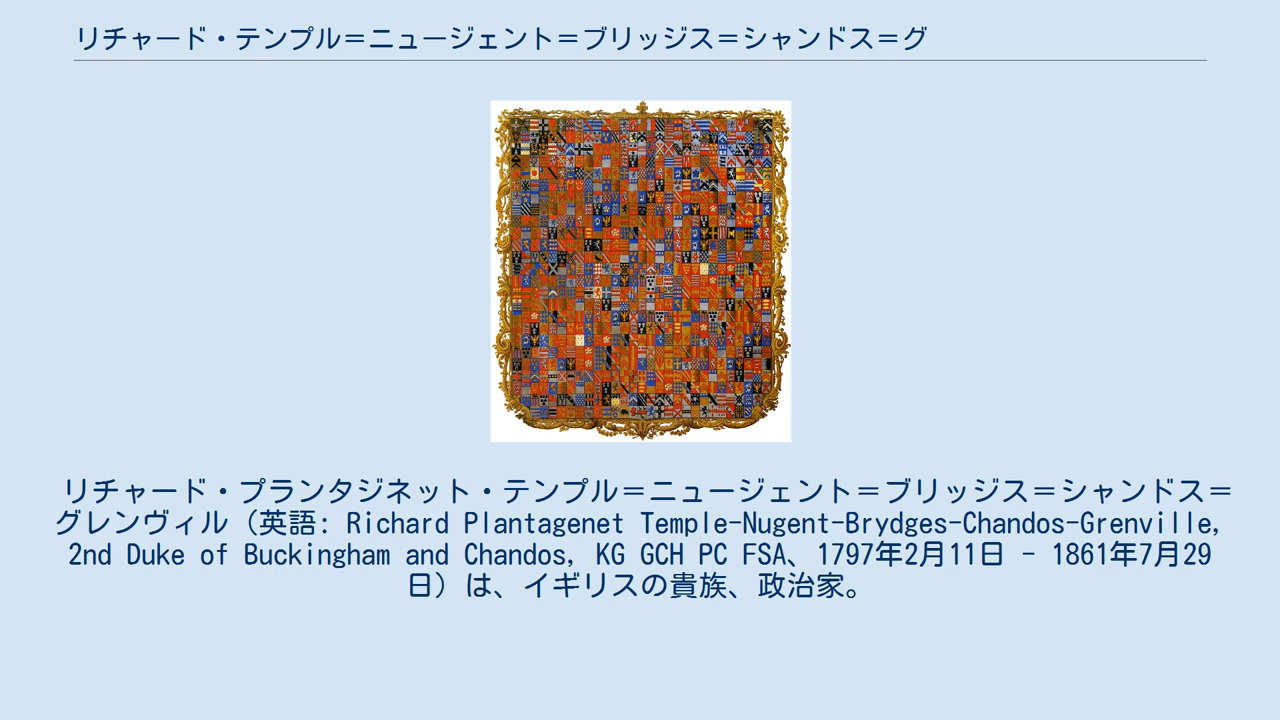 リチャード・テンプル＝ニュージェント＝ブリッジス＝シャンドス＝グ
リチャード・プランタジネット・テンプル＝ニュージェント＝ブリッジス＝シャンドス＝
グレンヴィル（英語: Richard Plantagenet Temple-Nugent-Brydges-Chandos-Grenville,
2nd Duke of Buckingham and Chandos, KG GCH PC FSA、1797年2月11日 - 1861年7月29
日）は、イギリスの貴族、政治家。